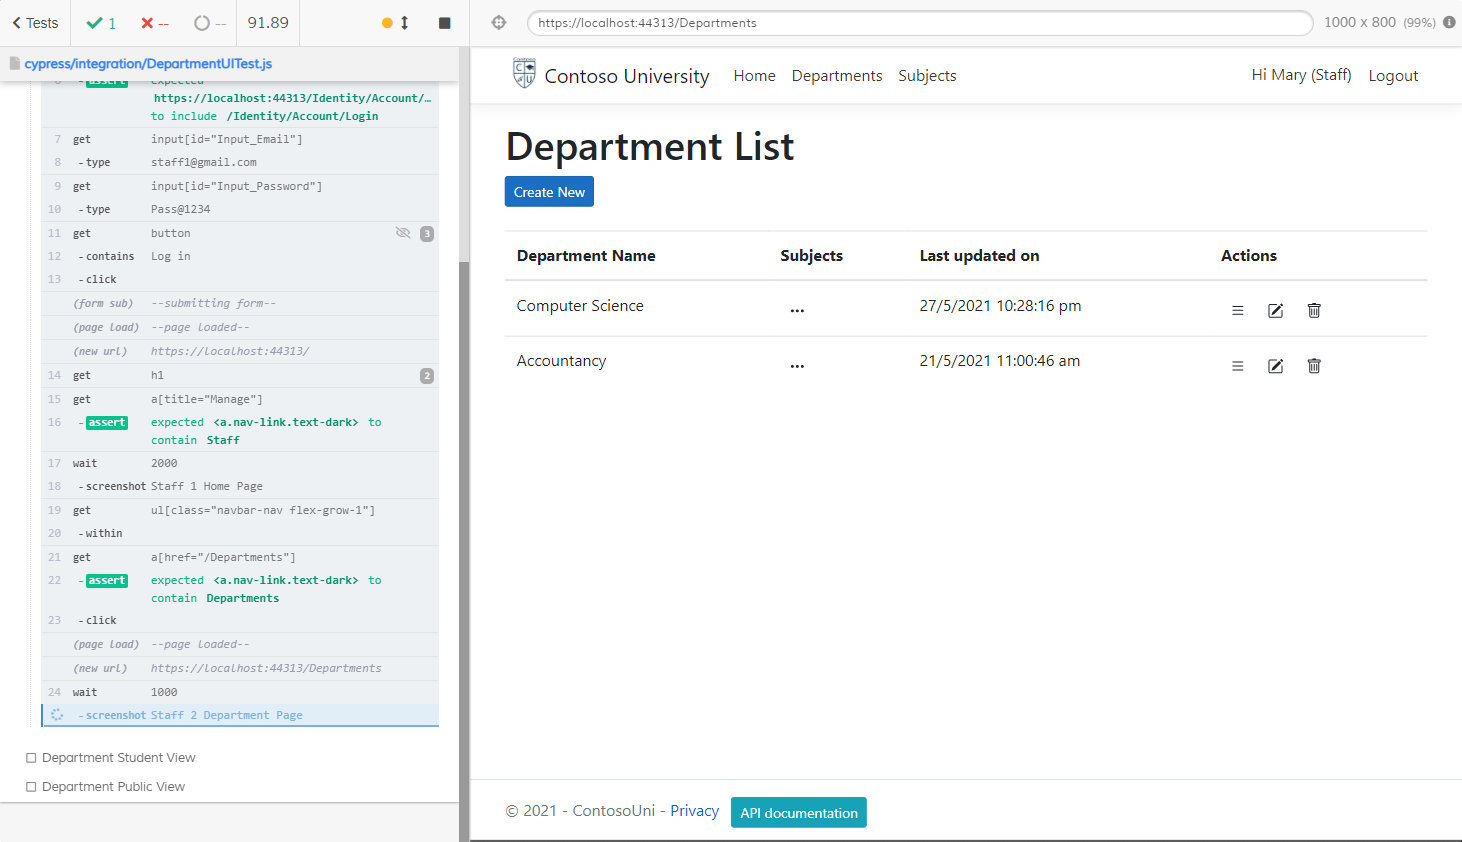 Tests
1
--
--
91.89
https://localhost:44313/Departments
1000 x 800 (99%)
cypress/integration/DepartmentUITest.js
https://localhost:44313/Identity/Account/…
to include /Identity/Account/Login
7 get input[id="Input_Email"]
8 -type staff1@gmail.com
9 get input[id="Input_Password"]
10 -type Pass@1234
11 get button 3
12 -contains Log in
13 -click
(form sub) --submitting form--
(page load) --page loaded--
(new url) https://localhost:44313/
14 get h1 2
15 get a[title="Manage"]
16 -assert expected <a.nav-link.text-dark> to
contain Staff
17 wait 2000
18 -screenshot Staff 1 Home Page
19 get ul[class="navbar-nav flex-grow-1"]
20 -within
21 get a[href="/Departments"]
22 -assert expected <a.nav-link.text-dark> to
contain Departments
23 -click
(page load) --page loaded--
(new url) https://localhost:44313/Departments
24 wait 1000
-screenshot Staff 2 Department Page
Department Student View
Department Public View
Contoso
C U
Contoso University Home Departments Subjects Hi Mary (Staff) Logout
Department List
Create New
Department Name Subjects Last updated on Actions
Computer Science ... 27/5/2021 10:28:16 pm
Accountancy ... 21/5/2021 11:00:46 am
© 2021 - ContosoUni - Privacy API documentation